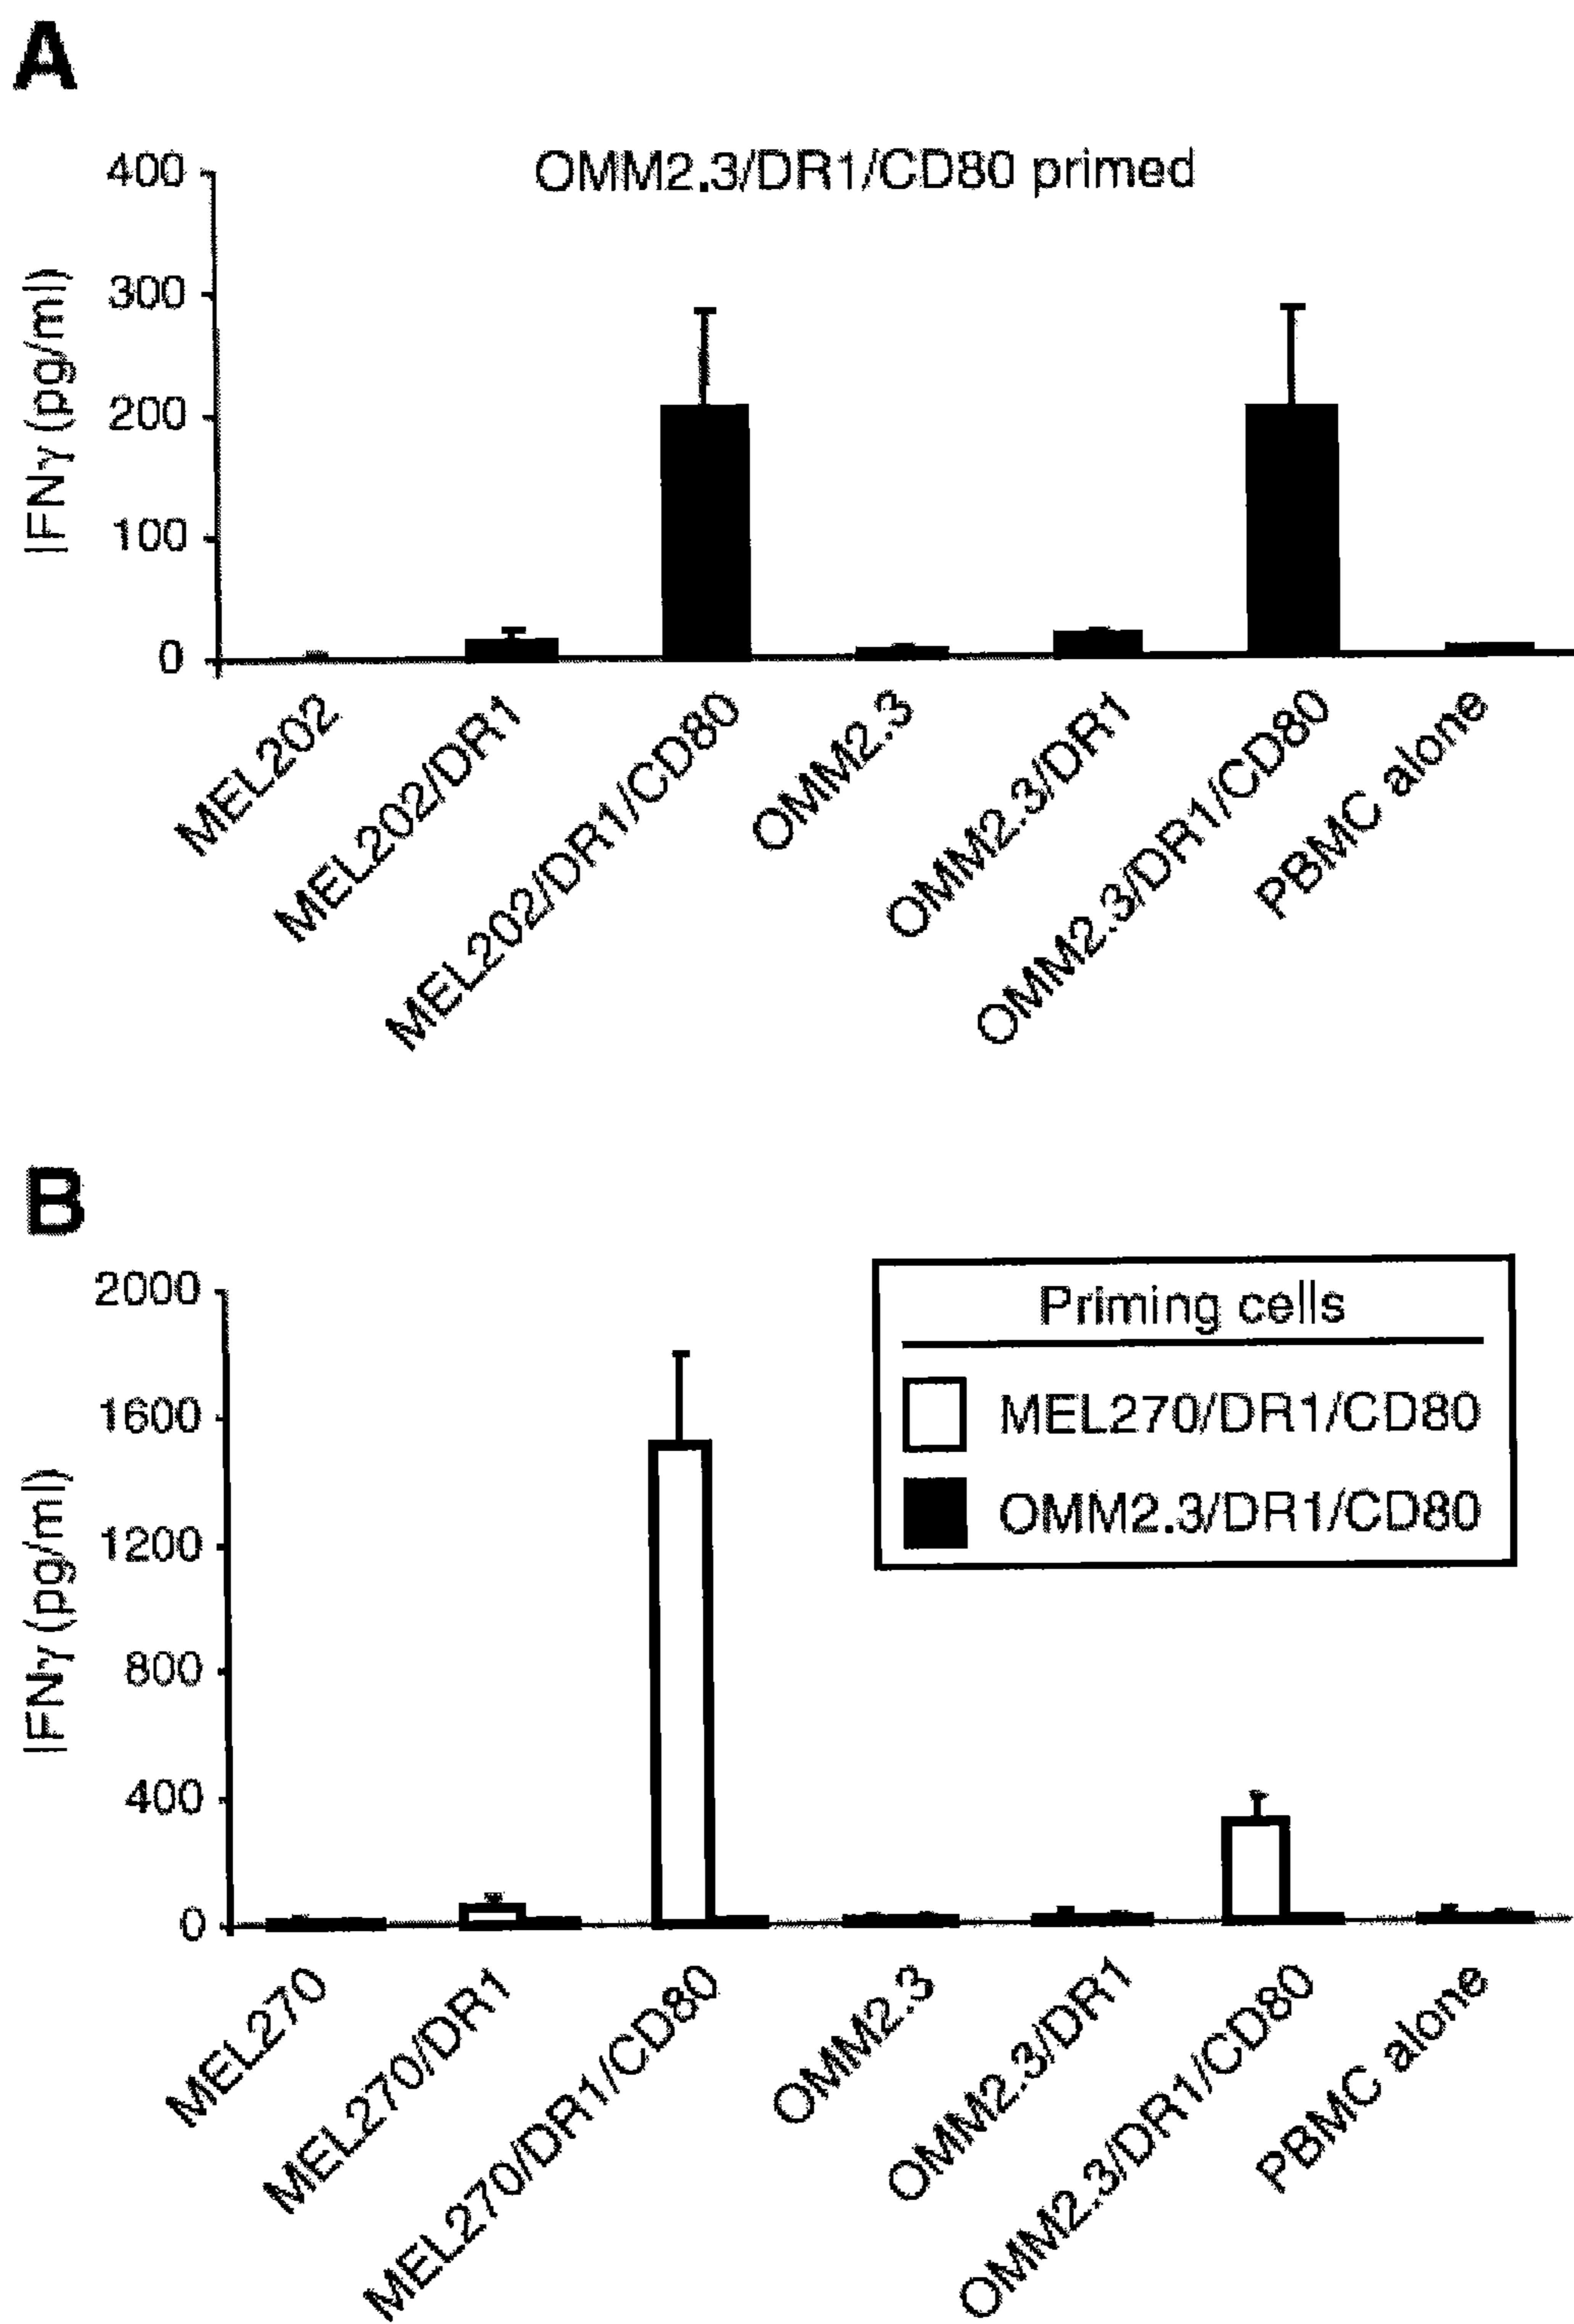 A
OMM2.3/DR1/CD80 primed
IFNγ (pg/ml)
400
300
200
100
0
MEL202
MEL202/DR1
MEL202/DR1/CD80
OMM2.3
OMM2.3/DR1
OMM2.3/DR1/CD80
PBMC alone
B
IFNγ (pg/ml)
2000
1600
1200
800
400
0
Priming cells
MEL270/DR1/CD80
OMM2.3/DR1/CD80
MEL270
MEL270/DR1
MEL270/DR1/CD80
OMM2.3
OMM2.3/DR1
OMM2.3/DR1/CD80
PBMC alone